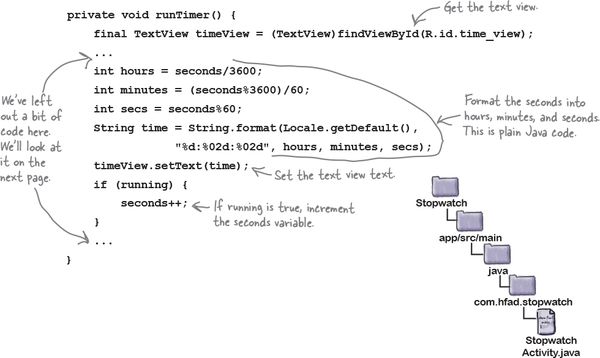 private void runTimer() {
Get the text view.
final TextView timeView = (TextView)findViewById(R.id.time_view);
...
int hours = seconds/3600;
int minutes = (seconds%3600)/60;
int secs = seconds%60;
String time = String.format(Locale.getDefault(),
"%d:%02d:%02d", hours, minutes, secs);
timeView.setText(time);
if (running) {
seconds++;
}
...
}
We've left
out a bit of
code here.
We'll look at
it on the
next page.
Format the seconds into
hours, minutes, and seconds.
This is plain Java code.
Set the text view text.
If running is true, increment
the seconds variable.
Stopwatch
app/src/main
java
com.hfad.stopwatch
Stopwatch
Activity.java